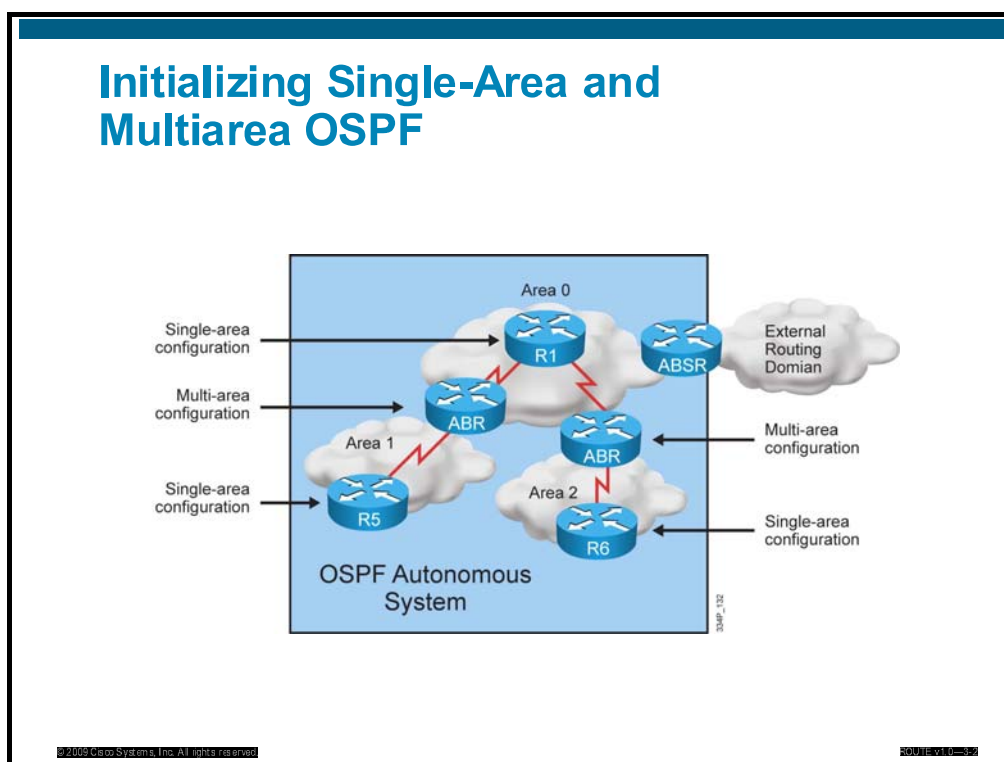 Initializing Single-Area and
Multiarea OSPF
Area 0
Single-area
configuration
R1
ABSR
External
Routing
Domian
Multi-area
configuration
ABR
Area 1
ABR
Multi-area
configuration
Single-area
configuration
R5
Area 2
R6
Single-area
configuration
OSPF Autonomous
System
334P_132
© 2009 Cisco Systems, Inc. All rights reserved.
ROUTE v1.0—3-2